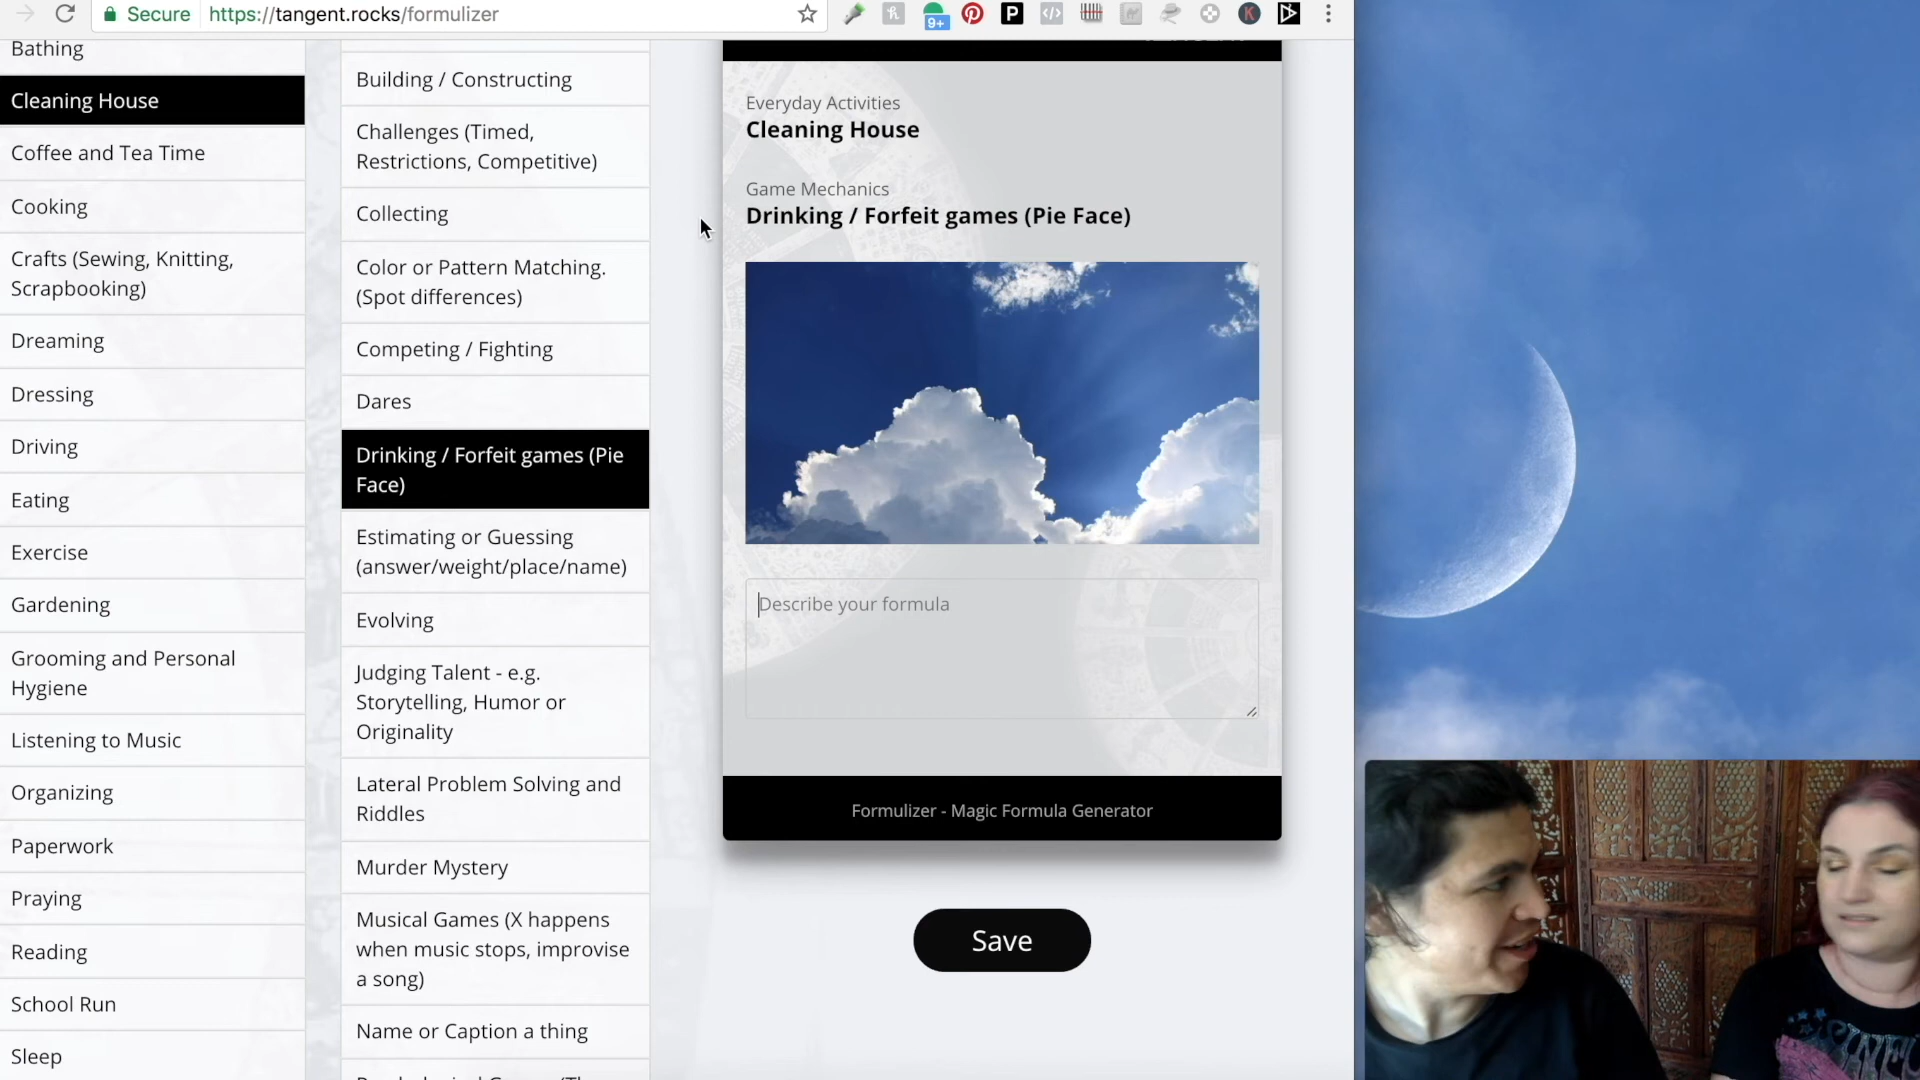 Secure
https://tangent.rocks/formulizer
9+
P
K
Bathing
Cleaning House
Coffee and Tea Time
Cooking
Crafts (Sewing, Knitting,
Scrapbooking)
Dreaming
Dressing
Driving
Eating
Exercise
Gardening
Grooming and Personal
Hygiene
Listening to Music
Organizing
Paperwork
Praying
Reading
School Run
Sleep
Building / Constructing
Challenges (Timed,
Restrictions, Competitive)
Collecting
Color or Pattern Matching.
(Spot differences)
Competing / Fighting
Dares
Drinking / Forfeit games (Pie
Face)
Estimating or Guessing
(answer/weight/place/name)
Evolving
Judging Talent - e.g.
Storytelling, Humor or
Originality
Lateral Problem Solving and
Riddles
Murder Mystery
Musical Games (X happens
when music stops, improvise
a song)
Name or Caption a thing
Everyday Activities
Cleaning House
Game Mechanics
Drinking / Forfeit games (Pie Face)
Describe your formula
Formulizer - Magic Formula Generator
Save